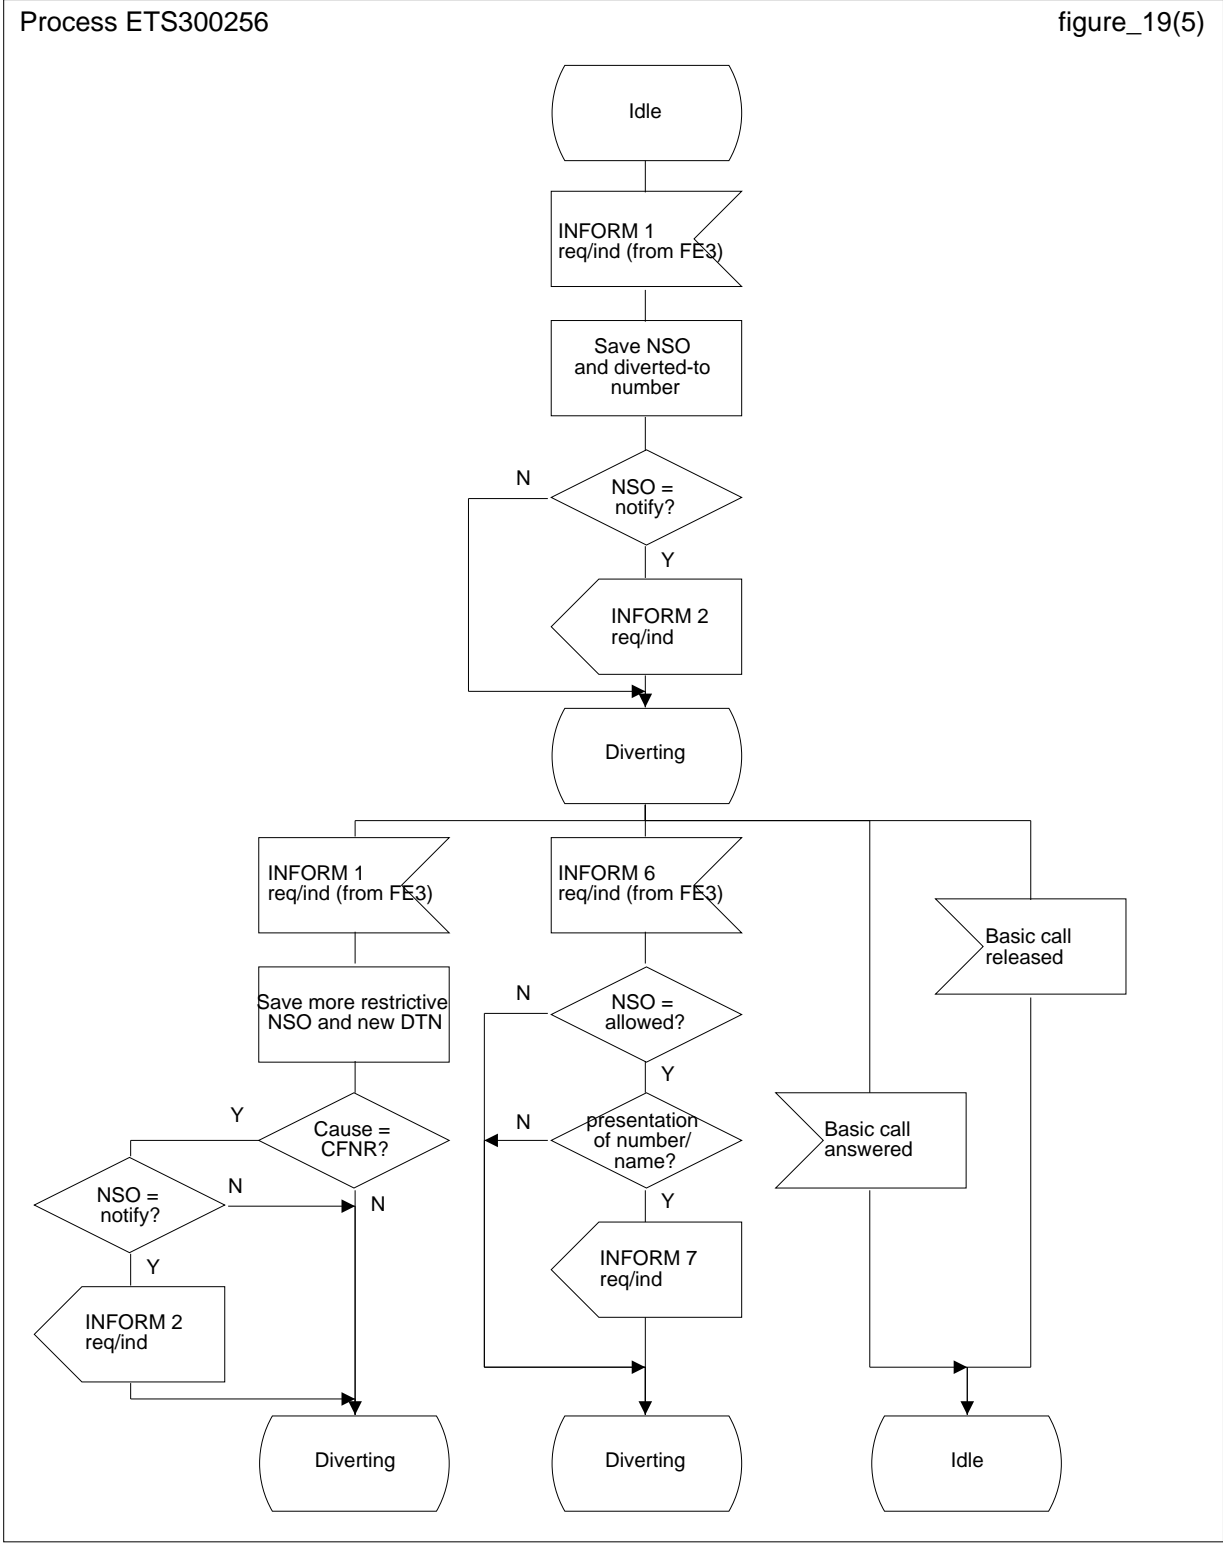 Process ETS300256
figure_19(5)
Idle
INFORM 1
req/ind (from FE3)
Save NSO
and diverted-to
number
N
NSO =
notify?
Y
INFORM 2
req/ind
Diverting
INFORM 1
req/ind (from FE3)
INFORM 6
req/ind (from FE3)
Basic call
released
Save more restrictive
NSO and new DTN
N
NSO =
allowed?
Y
Y
Cause =
CFNR?
N
presentation
of number/
name?
Basic call
answered
NSO =
notify?
N
N
Y
Y
INFORM 7
req/ind
INFORM 2
req/ind
Diverting
Diverting
Idle